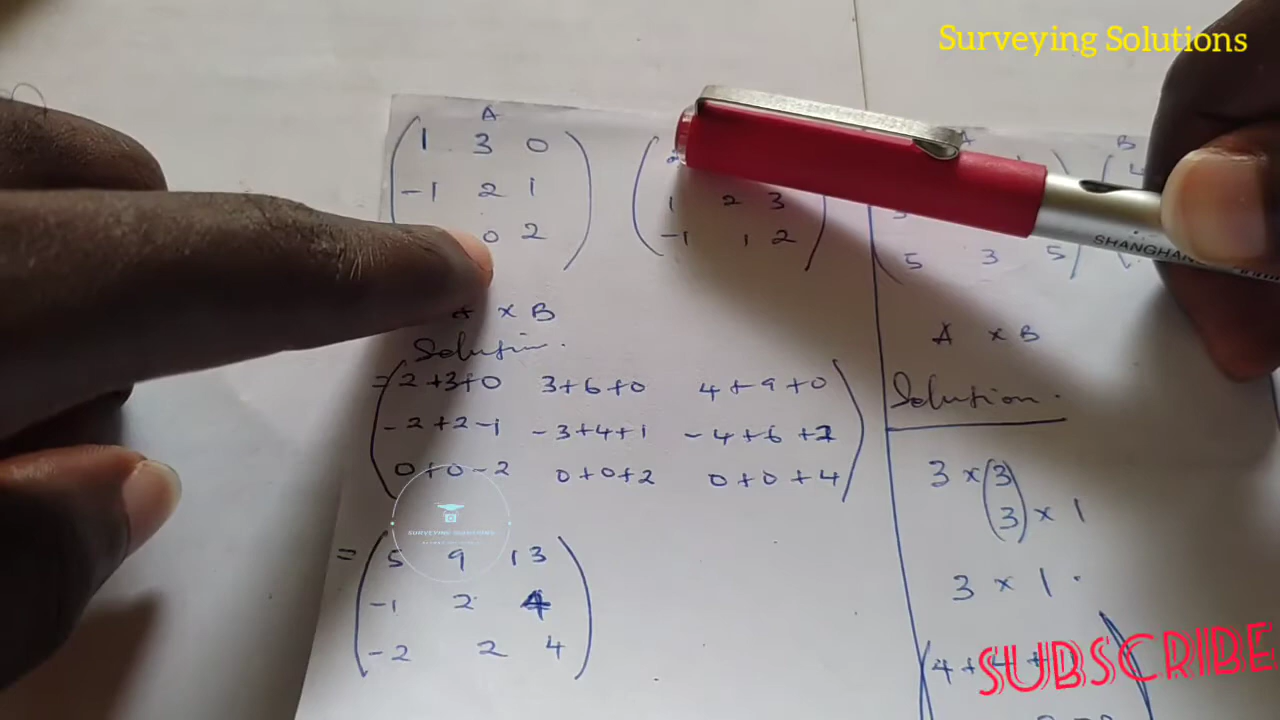 Surveying Solutions
A
1 3 0
-1 2 1
0 2
1 2 3
-1 1 2
A × B
Solution.
= 2+3+0 3+6+0 4+9+0
-2+2-1 -3+4+1 -4+6+2
0+0-2 0+0+2 0+0+4
SURVEYING SOLUTIONS
= 5 9 13
-1 2 4
-2 2 4
B
5 3 5
A × B
Solution.
3 × 3
3 × 1
3 × 1.
SUBSCRIBE
SHANGHA